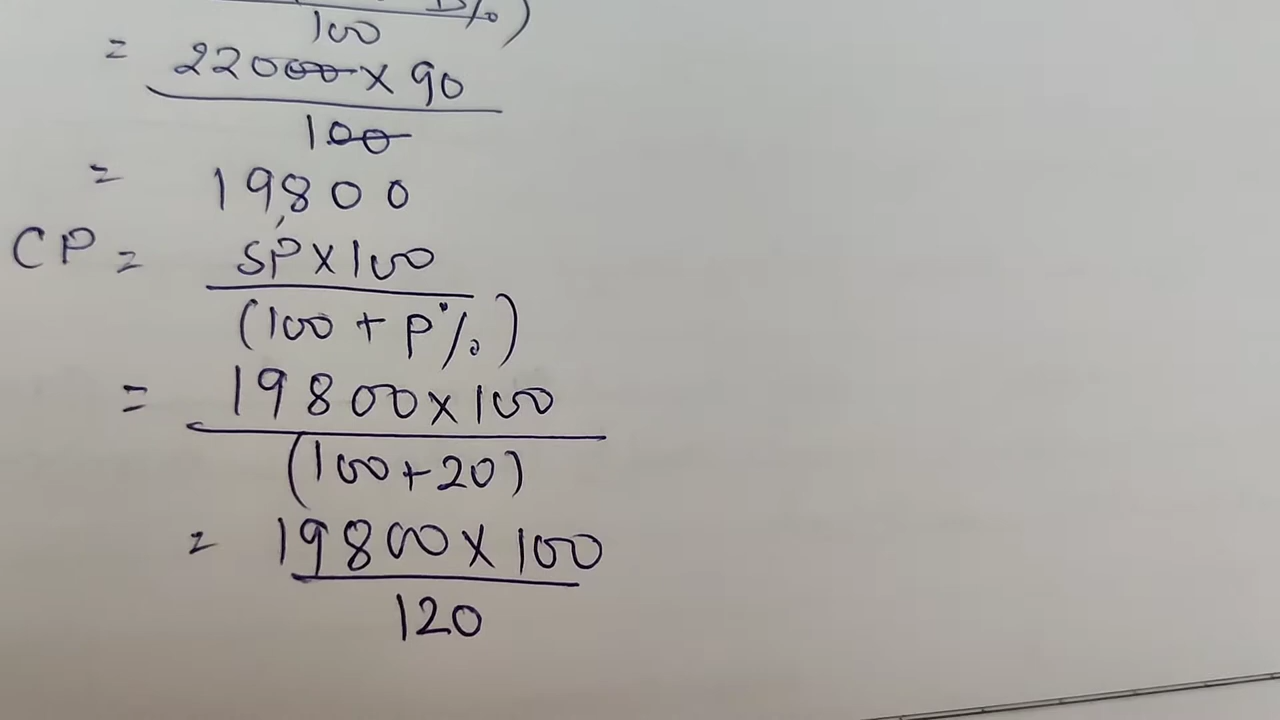 D%)
100
= 22000 × 90
100
= 19800
CP = SP × 100
(100 + P%)
= 19800 × 100
(100 + 20)
= 19800 × 100
120